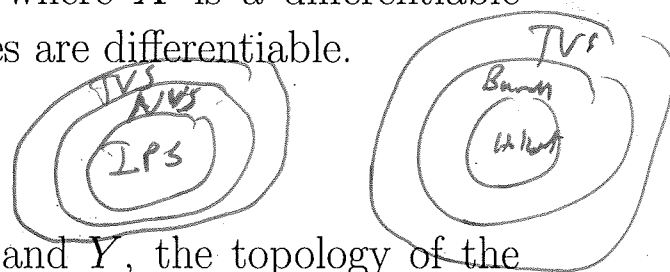 where X is a differentiable
es are differentiable.
TVS
NVS
IPS
TVS
Banach
Hilbert
and Y, the topology of the